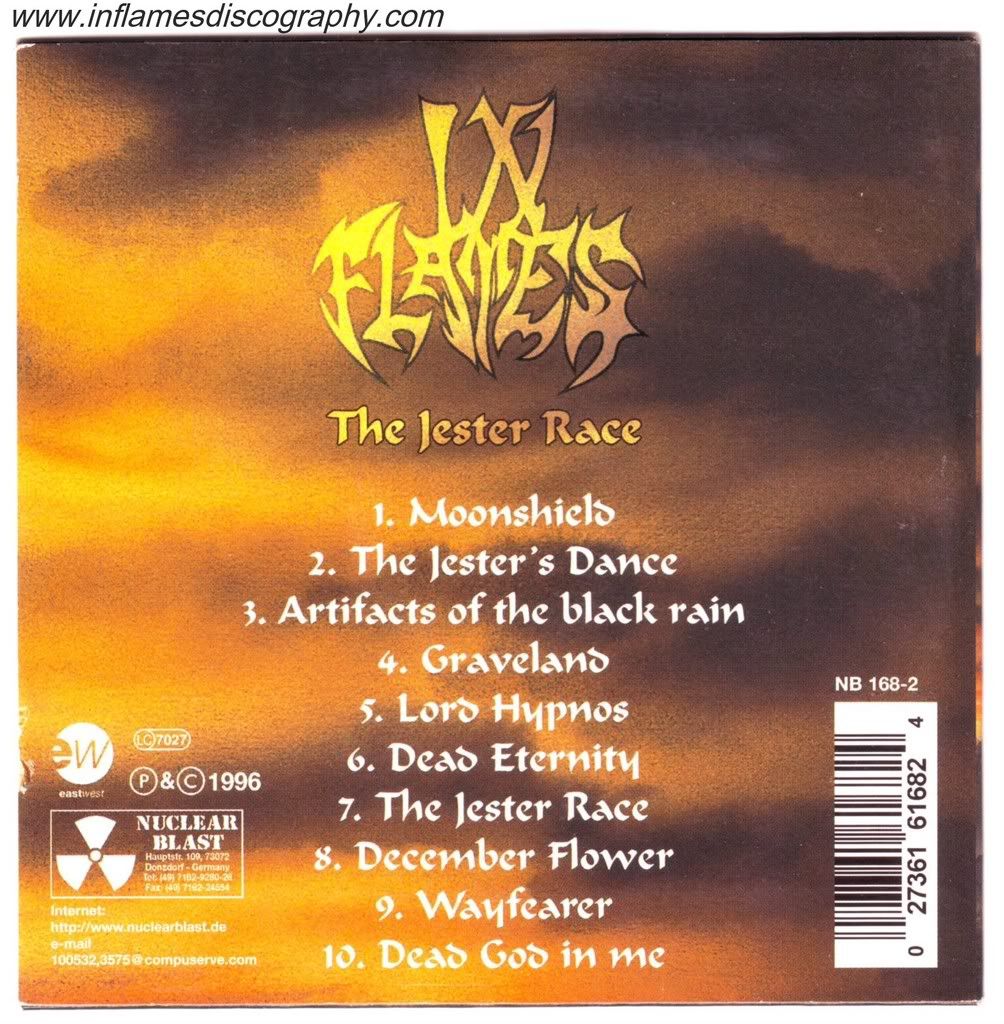 www.inflamesdiscography.com
IN
FLAMES
The Jester Race
1. Moonshield
2. The Jester's Dance
3. Artifacts of the black rain
4. Graveland
5. Lord Hypnos
6. Dead Eternity
7. The Jester Race
8. December Flower
9. Wayfearer
10. Dead God in me
NB 168-2
0 27361 61682 4
ew
eastwest
LC 7027
P & C 1996
NUCLEAR
BLAST
Hauptstr. 109, 73072
Donzdorf - Germany
Tel: (49) 7162-9280-26
Fax: (49) 7162-24554
Internet:
http://www.nuclearblast.de
e-mail
100532,3575@compuserve.com